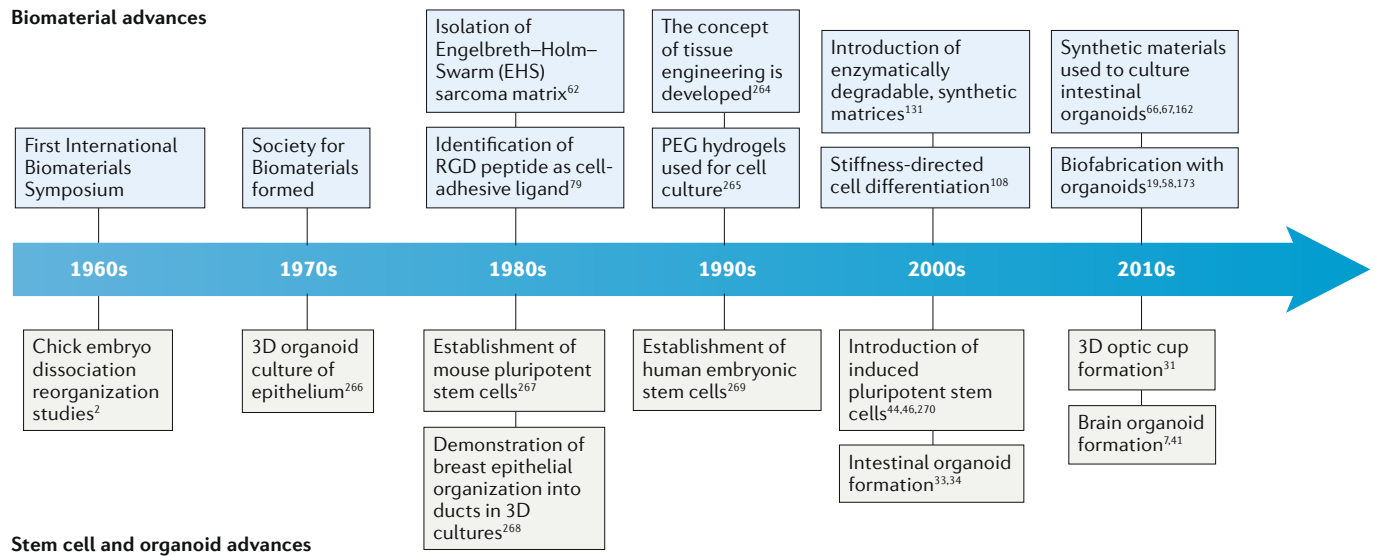 Biomaterial advances
First International
Biomaterials
Symposium
Society for
Biomaterials
formed
Isolation of
Engelbreth–Holm–
Swarm (EHS)
sarcoma matrix62
Identification of
RGD peptide as cell-
adhesive ligand79
The concept
of tissue
engineering is
developed264
PEG hydrogels
used for cell
culture265
Introduction of
enzymatically
degradable, synthetic
matrices131
Stiffness-directed
cell differentiation108
Synthetic materials
used to culture
intestinal
organoids66,67,162
Biofabrication with
organoids19,58,173
1960s
1970s
1980s
1990s
2000s
2010s
Chick embryo
dissociation
reorganization
studies2
3D organoid
culture of
epithelium266
Establishment of
mouse pluripotent
stem cells267
Demonstration of
breast epithelial
organization into
ducts in 3D
cultures268
Establishment of
human embryonic
stem cells269
Introduction of
induced
pluripotent stem
cells44,46,270
Intestinal organoid
formation33,34
3D optic cup
formation31
Brain organoid
formation7,41
Stem cell and organoid advances